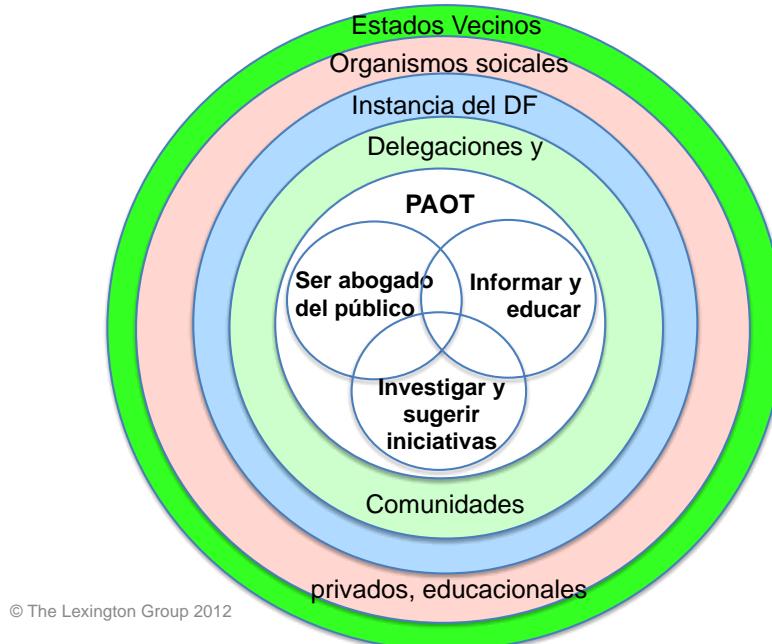 Estados Vecinos
Organismos soicales
Instancia del DF
Delegaciones y
PAOT
Ser abogado
del público
Informar y
educar
Investigar y
sugerir
iniciativas
Comunidades
privados, educacionales
© The Lexington Group 2012